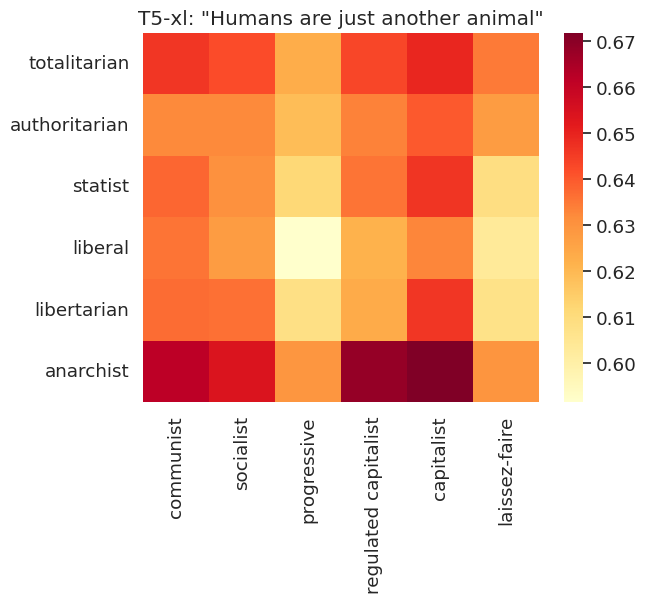 T5-xl: "Humans are just another animal"
totalitarian
authoritarian
statist
liberal
libertarian
anarchist
communist
socialist
progressive
regulated capitalist
capitalist
laissez-faire
0.67
0.66
0.65
0.64
0.63
0.62
0.61
0.60